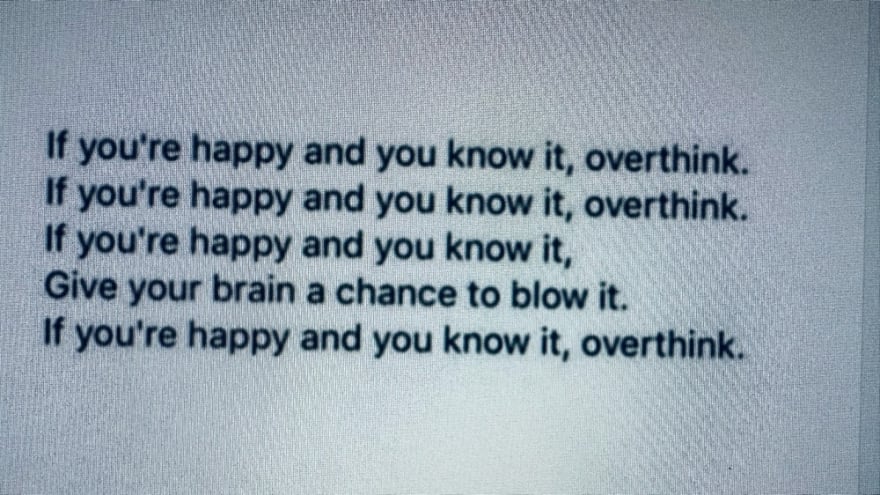 If you're happy and you know it, overthink.
If you're happy and you know it, overthink.
If you're happy and you know it,
Give your brain a chance to blow it.
If you're happy and you know it, overthink.